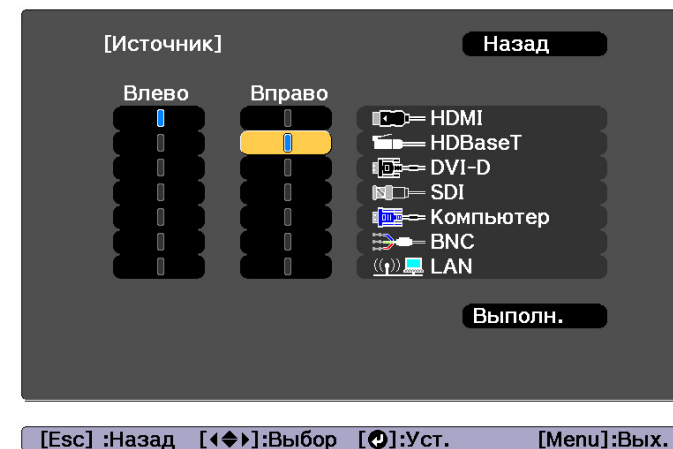 [Источник] Назад
Влево Вправо
HDMI
HDBaseT
DVI-D
SDI
Компьютер
BNC
LAN
Выполн.
[Esc] :Назад [◀◆▶]:Выбор [↵]:Уст. [Menu]:Вых.